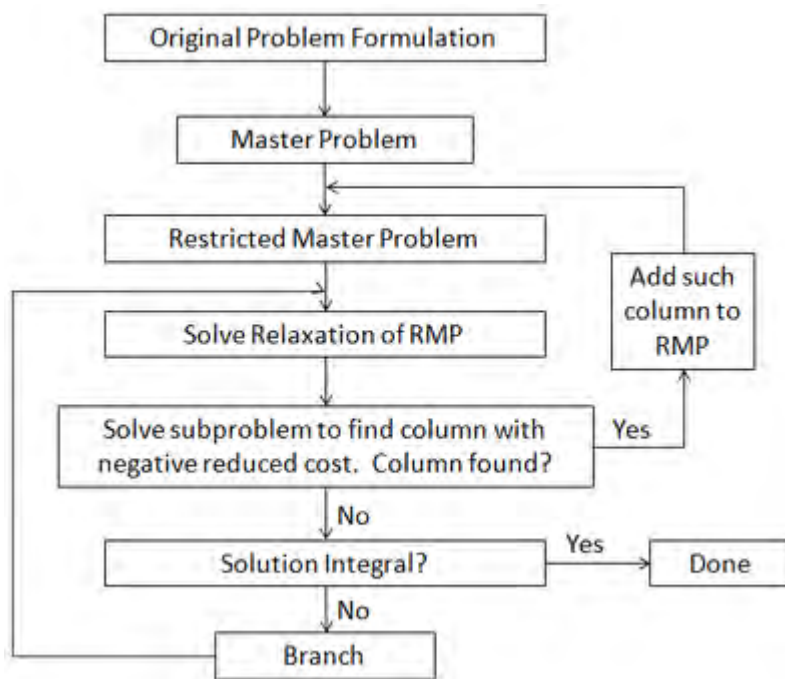 Original Problem Formulation
Master Problem
Restricted Master Problem
Add such
column to
RMP
Solve Relaxation of RMP
Solve subproblem to find column with
negative reduced cost.  Column found?
Yes
No
Solution Integral?
Yes
Done
No
Branch